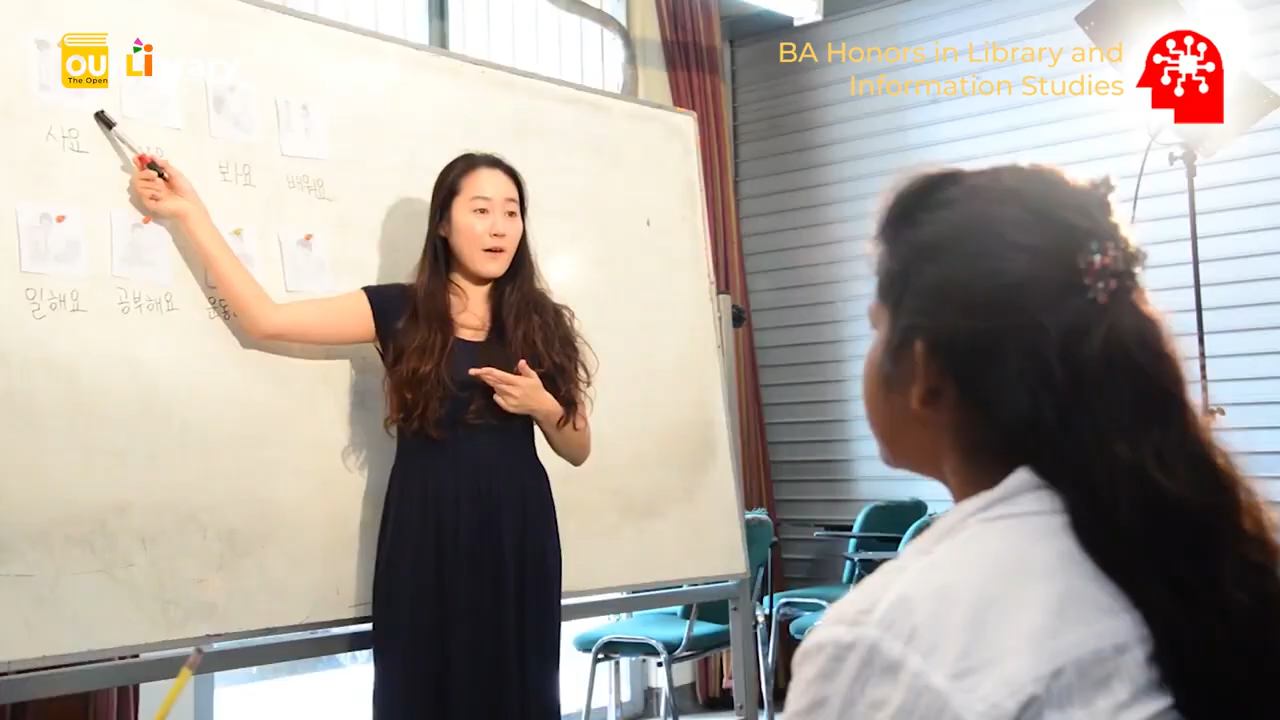 OU
The Open
Library
BA Honors in Library and
Information Studies
사요
봐요
배워요
일해요
공부해요